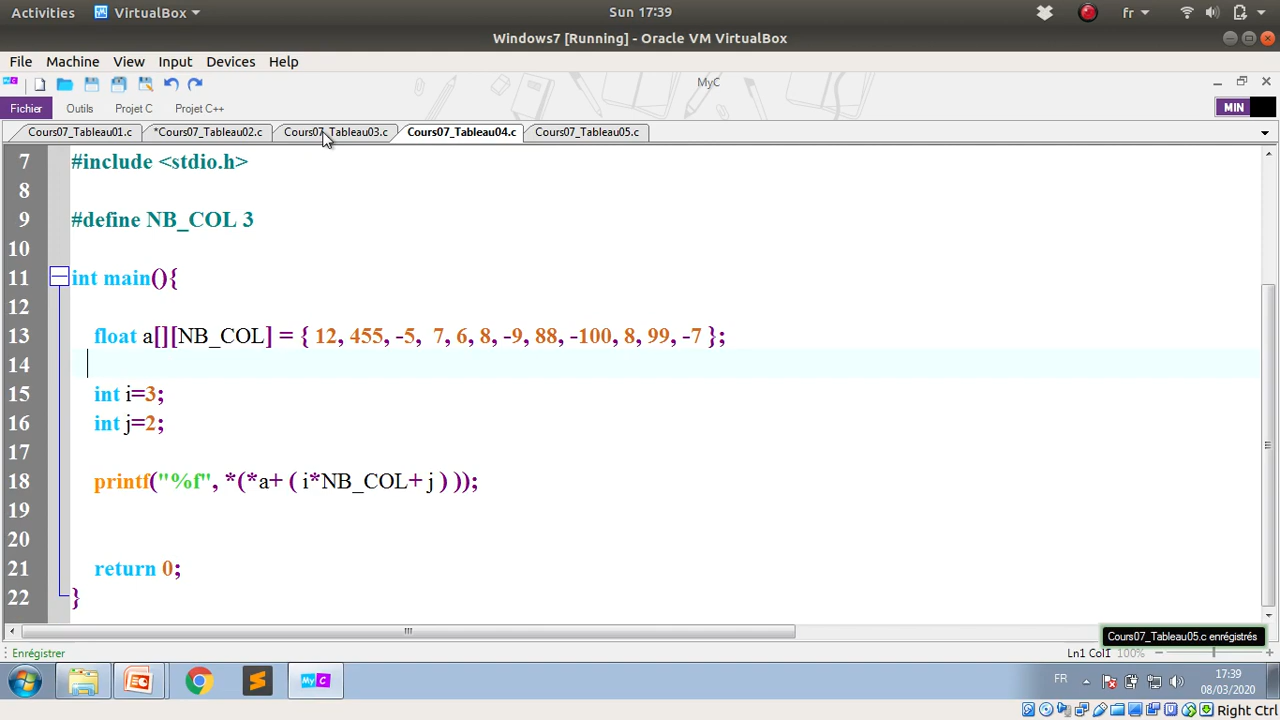 Activities VirtualBox Sun 17:39 fr
Windows7 [Running] - Oracle VM VirtualBox
File Machine View Input Devices Help
MyC
Fichier Outils Projet C Projet C++ MIN
Cours07_Tableau01.c *Cours07_Tableau02.c Cours07_Tableau03.c Cours07_Tableau04.c Cours07_Tableau05.c
7 #include <stdio.h>
8
9 #define NB_COL 3
10
11 int main(){
12
13 float a[][NB_COL] = { 12, 455, -5, 7, 6, 8, -9, 88, -100, 8, 99, -7 };
14
15 int i=3;
16 int j=2;
17
18 printf("%f", *(*a+ ( i*NB_COL+ j ) ));
19
20
21 return 0;
22 }
Cours07_Tableau05.c enregistrés
Enregistrer Ln1 Col1 100%
MyC FR 17:39
08/03/2020
Right Ctrl